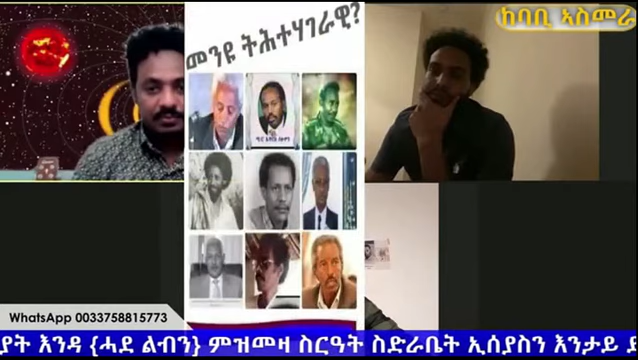 ከባቢ ኣስመራ
መንዩ ትሕተሃገራዊ?
WhatsApp 0033758815773
ያት እንዳ {ሓደ ልብን} ምዝመዛ ስርዓት ስድራቤት ኢሰያስን እንታይ